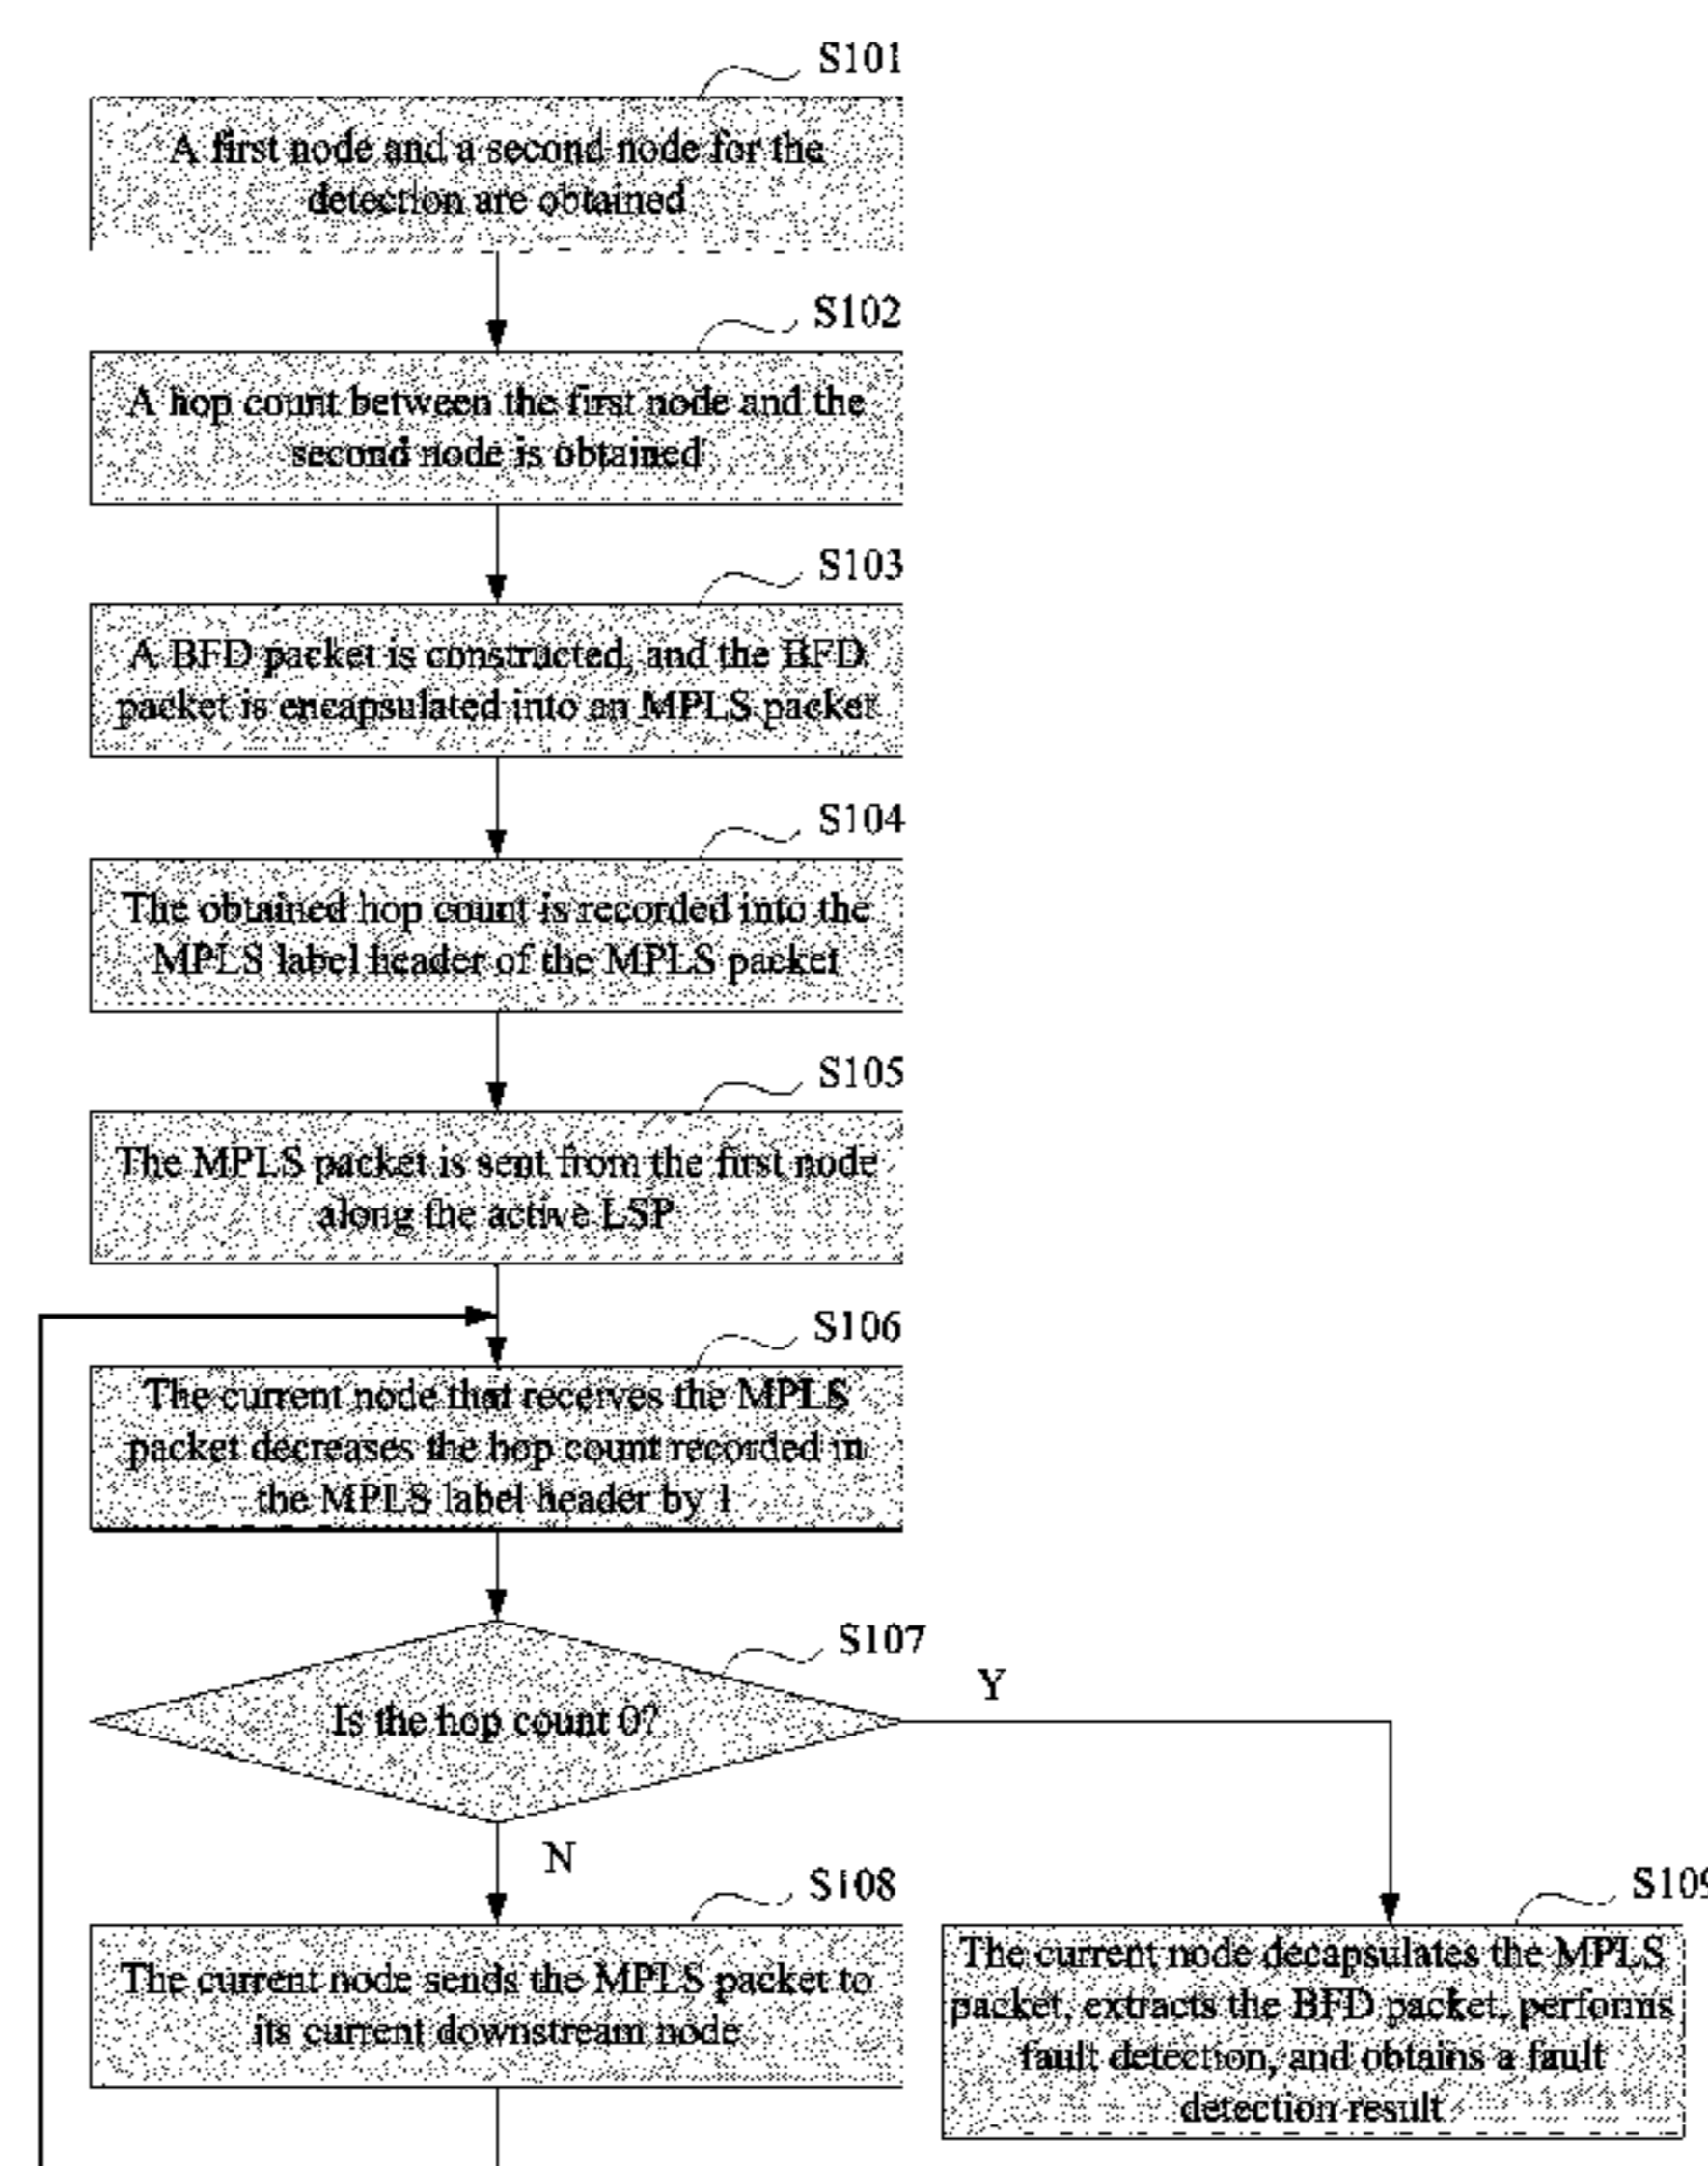 S101
A first node and a second node for the
detection are obtained
S102
A hop count between the first node and the
second node is obtained
S103
A BFD packet is constructed, and the BFD
packet is encapsulated into an MPLS packet
S104
The obtained hop count is recorded into the
MPLS label header of the MPLS packet
S105
The MPLS packet is sent from the first node
along the active LSP
S106
The current node that receives the MPLS
packet decreases the hop count recorded in
the MPLS label header by 1
S107
Is the hop count 0?
Y
N
S108
The current node sends the MPLS packet to
its current downstream node
S109
The current node decapsulates the MPLS
packet, extracts the BFD packet, performs
fault detection, and obtains a fault
detection result